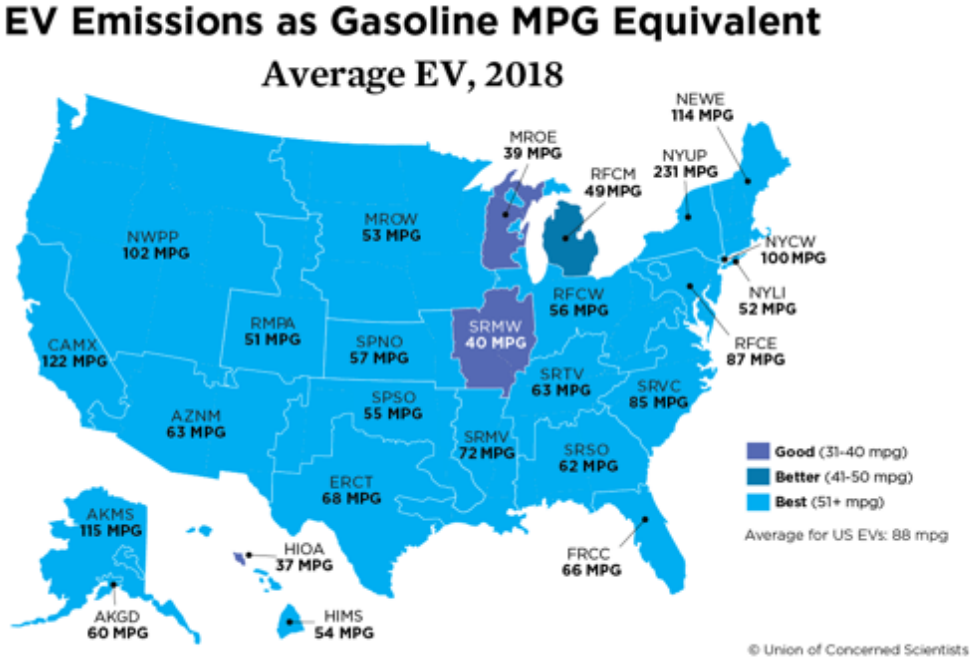 EV Emissions as Gasoline MPG Equivalent
Average EV, 2018
NEWE
114 MPG
MROE
39 MPG
NYUP
231 MPG
RFCM
49 MPG
MROW
53 MPG
NWPP
102 MPG
NYCW
100 MPG
NYLI
52 MPG
RFCW
56 MPG
RMPA
51 MPG
SRMW
40 MPG
SPNO
57 MPG
CAMX
122 MPG
RFCE
87 MPG
SRTV
63 MPG
SRVC
85 MPG
SPSO
55 MPG
AZNM
63 MPG
SRMV
72 MPG
SRSO
62 MPG
ERCT
68 MPG
Good (31-40 mpg)
Better (41-50 mpg)
Best (51+ mpg)
Average for US EVs: 88 mpg
AKMS
115 MPG
HIOA
37 MPG
FRCC
66 MPG
AKGD
60 MPG
HIMS
54 MPG
© Union of Concerned Scientists